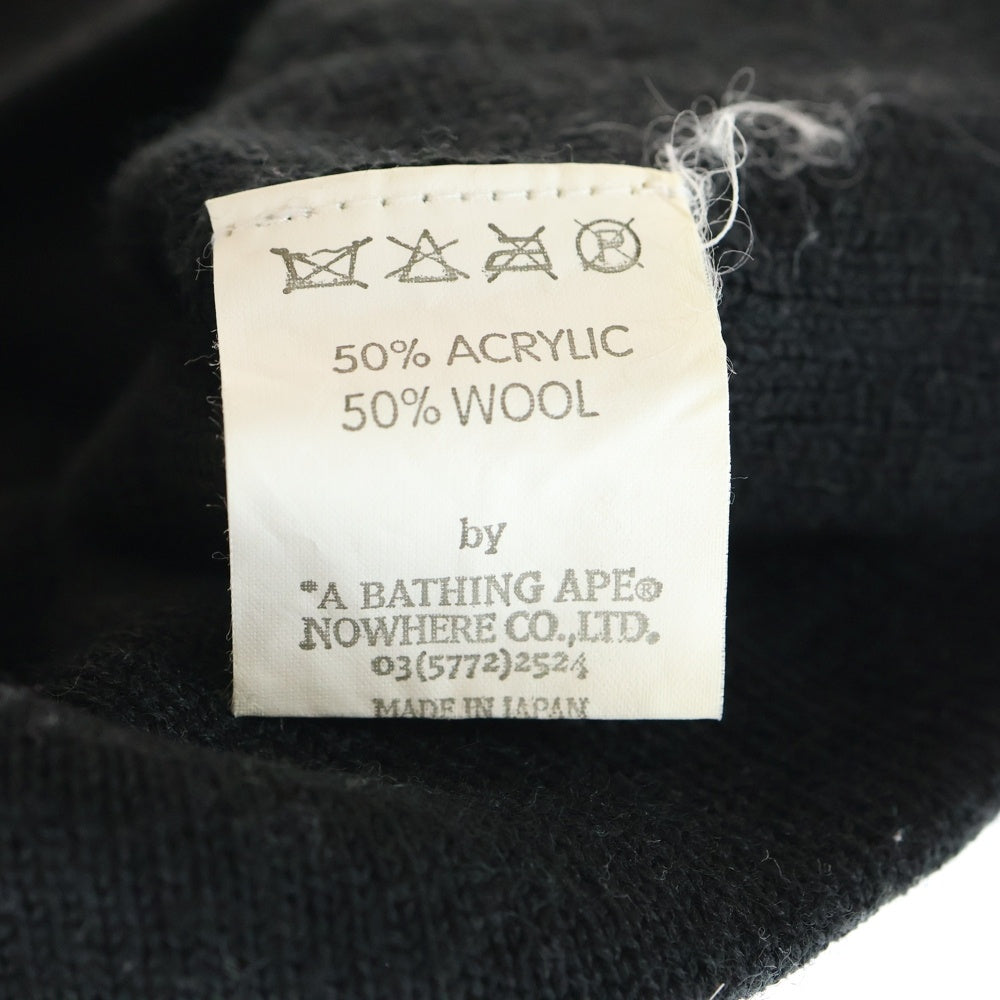 P
50% ACRYLIC
50% WOOL
by
"A BATHING APE®
NOWHERE CO.,LTD.
03(5772)2524
MADE IN JAPAN